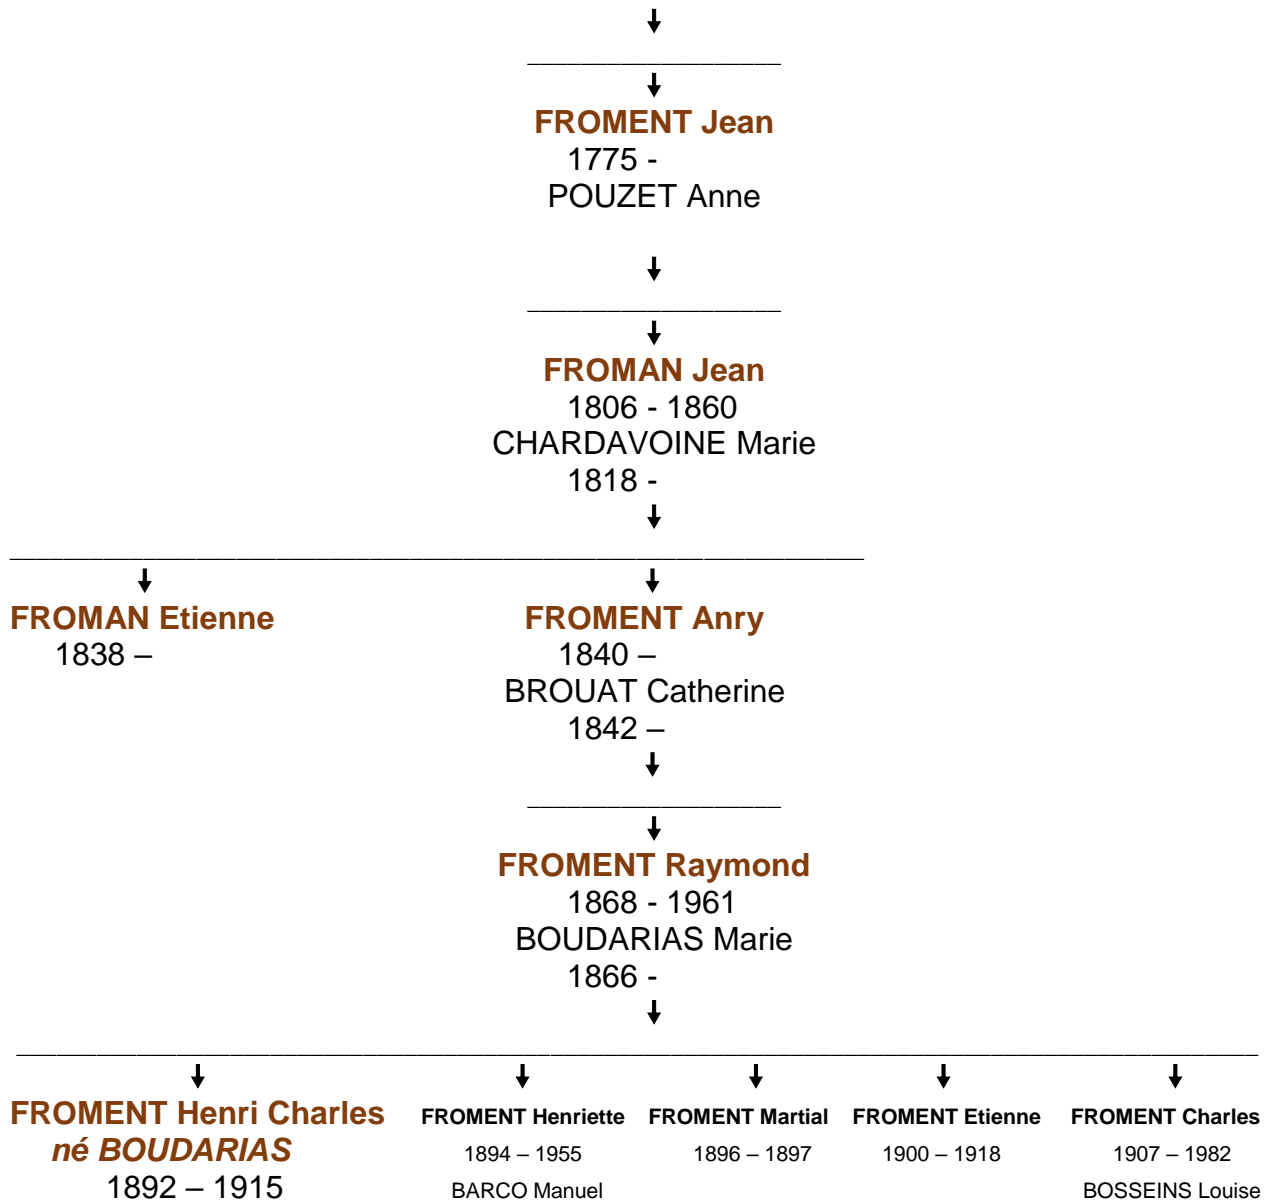 FROMENT Jean
1775 -
POUZET Anne
FROMAN Jean
1806 - 1860
CHARDAVOINE Marie
1818 -
FROMAN Etienne FROMENT Anry
1838 – 1840 –
BROUAT Catherine
1842 –
FROMENT Raymond
1868 - 1961
BOUDARIAS Marie
1866 -
FROMENT Henri Charles FROMENT Henriette FROMENT Martial FROMENT Etienne FROMENT Charles
né BOUDARIAS 1894 – 1955 1896 – 1897 1900 – 1918 1907 – 1982
1892 – 1915 BARCO Manuel BOSSEINS Louise